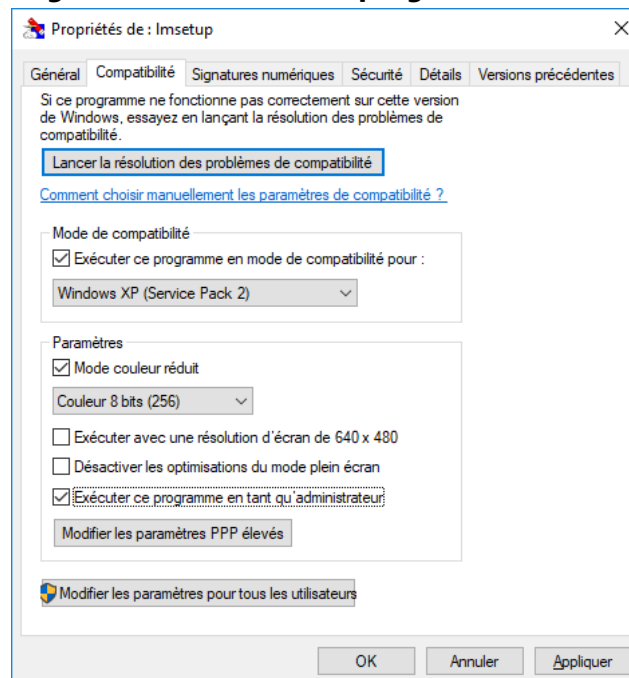 Propriétés de : Imsetup
Général Compatibilité Signatures numériques Sécurité Détails Versions précédentes
Si ce programme ne fonctionne pas correctement sur cette version
de Windows, essayez en lançant la résolution des problèmes de
compatibilité.
Lancer la résolution des problèmes de compatibilité
Comment choisir manuellement les paramètres de compatibilité ?
Mode de compatibilité
Exécuter ce programme en mode de compatibilité pour :
Windows XP (Service Pack 2)
Paramètres
Mode couleur réduit
Couleur 8 bits (256)
Exécuter avec une résolution d'écran de 640 x 480
Désactiver les optimisations du mode plein écran
Exécuter ce programme en tant qu'administrateur
Modifier les paramètres PPP élevés
Modifier les paramètres pour tous les utilisateurs
OK Annuler Appliquer